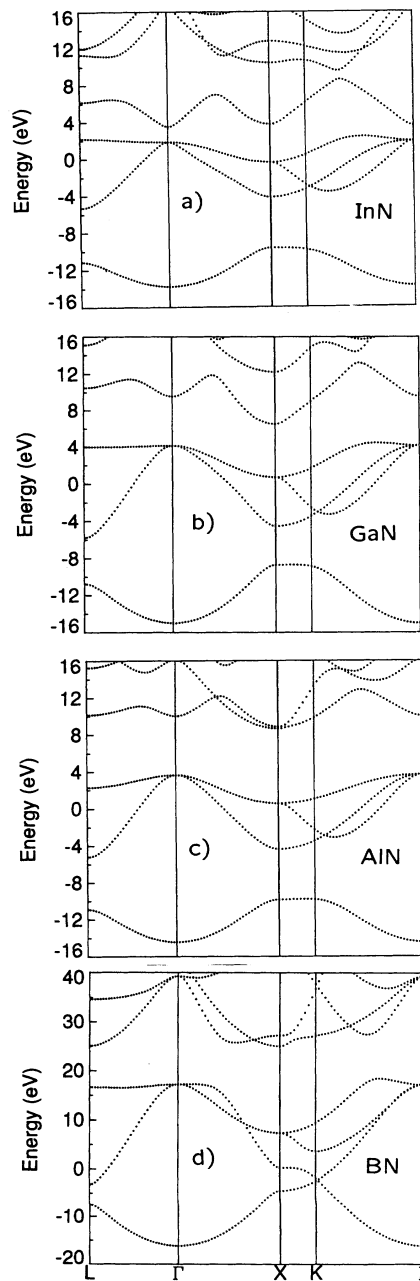 16
12
8
4
0
-4
-8
-12
-16
Energy (eV)
a)
InN
16
12
8
4
0
-4
-8
-12
-16
Energy (eV)
b)
GaN
16
12
8
4
0
-4
-8
-12
-16
Energy (eV)
c)
AlN
40
30
20
10
0
-10
-15
-20
Energy (eV)
d)
BN
L Γ X K